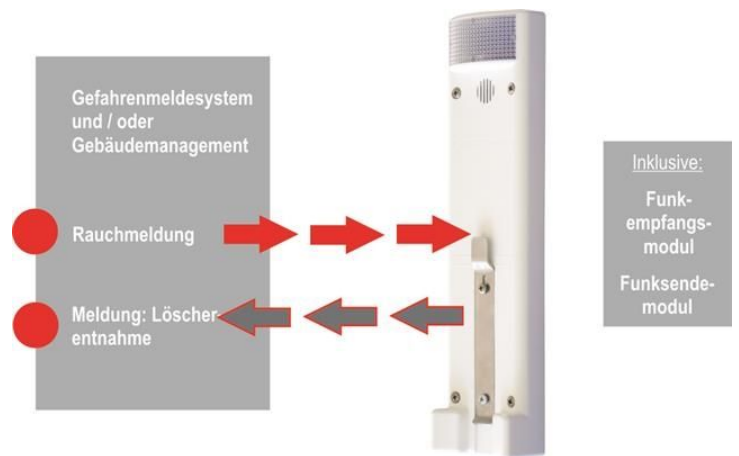 Gefahrenmeldesystem
und / oder
Gebäudemanagement
Rauchmeldung
Meldung: Löscher
entnahme
Inklusive:
Funk-
empfangs-
modul
Funksende-
modul